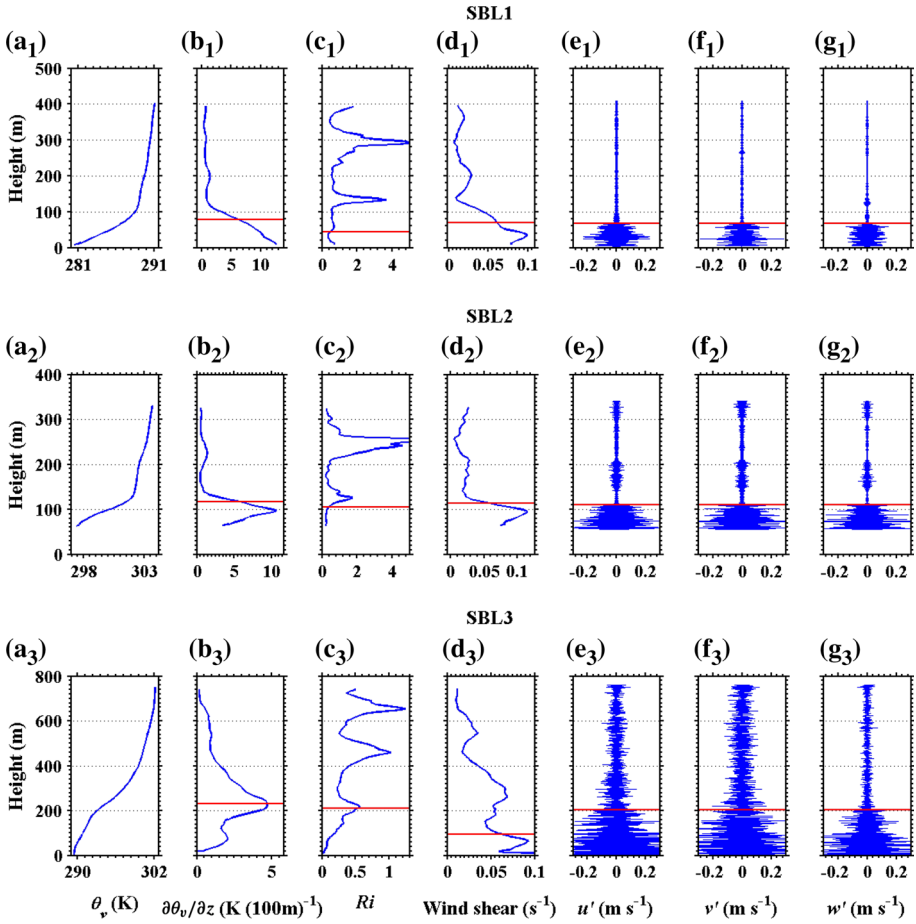 SBL1
(a1) (b1) (c1) (d1) (e1) (f1) (g1)
Height (m)
500
400
300
200
100
0
281 291 0 5 10 0 2 4 0 0.05 0.1 -0.2 0 0.2 -0.2 0 0.2 -0.2 0 0.2
SBL2
(a2) (b2) (c2) (d2) (e2) (f2) (g2)
Height (m)
400
300
200
100
0
298 303 0 5 10 0 2 4 0 0.05 0.1 -0.2 0 0.2 -0.2 0 0.2 -0.2 0 0.2
SBL3
(a3) (b3) (c3) (d3) (e3) (f3) (g3)
Height (m)
800
600
400
200
0
290 302 0 5 0 0.5 1 0 0.05 0.1 -0.2 0 0.2 -0.2 0 0.2 -0.2 0 0.2
θv (K) ∂θv/∂z (K (100m)-1) Ri Wind shear (s-1) u' (m s-1) v' (m s-1) w' (m s-1)